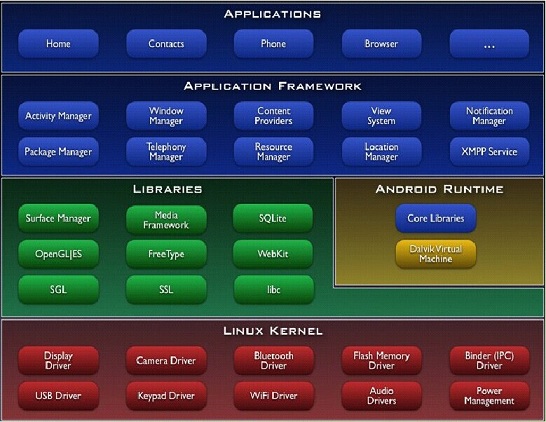 APPLICATIONS
Home Contacts Phone Browser ...
APPLICATION FRAMEWORK
Activity Manager Window Manager Content Providers View System Notification Manager
Package Manager Telephony Manager Resource Manager Location Manager XMPP Service
LIBRARIES
Surface Manager Media Framework SQLite
OpenGL|ES FreeType WebKit
SGL SSL libc
ANDROID RUNTIME
Core Libraries
Dalvik Virtual Machine
LINUX KERNEL
Display Driver Camera Driver Bluetooth Driver Flash Memory Driver Binder (IPC) Driver
USB Driver Keypad Driver WiFi Driver Audio Drivers Power Management